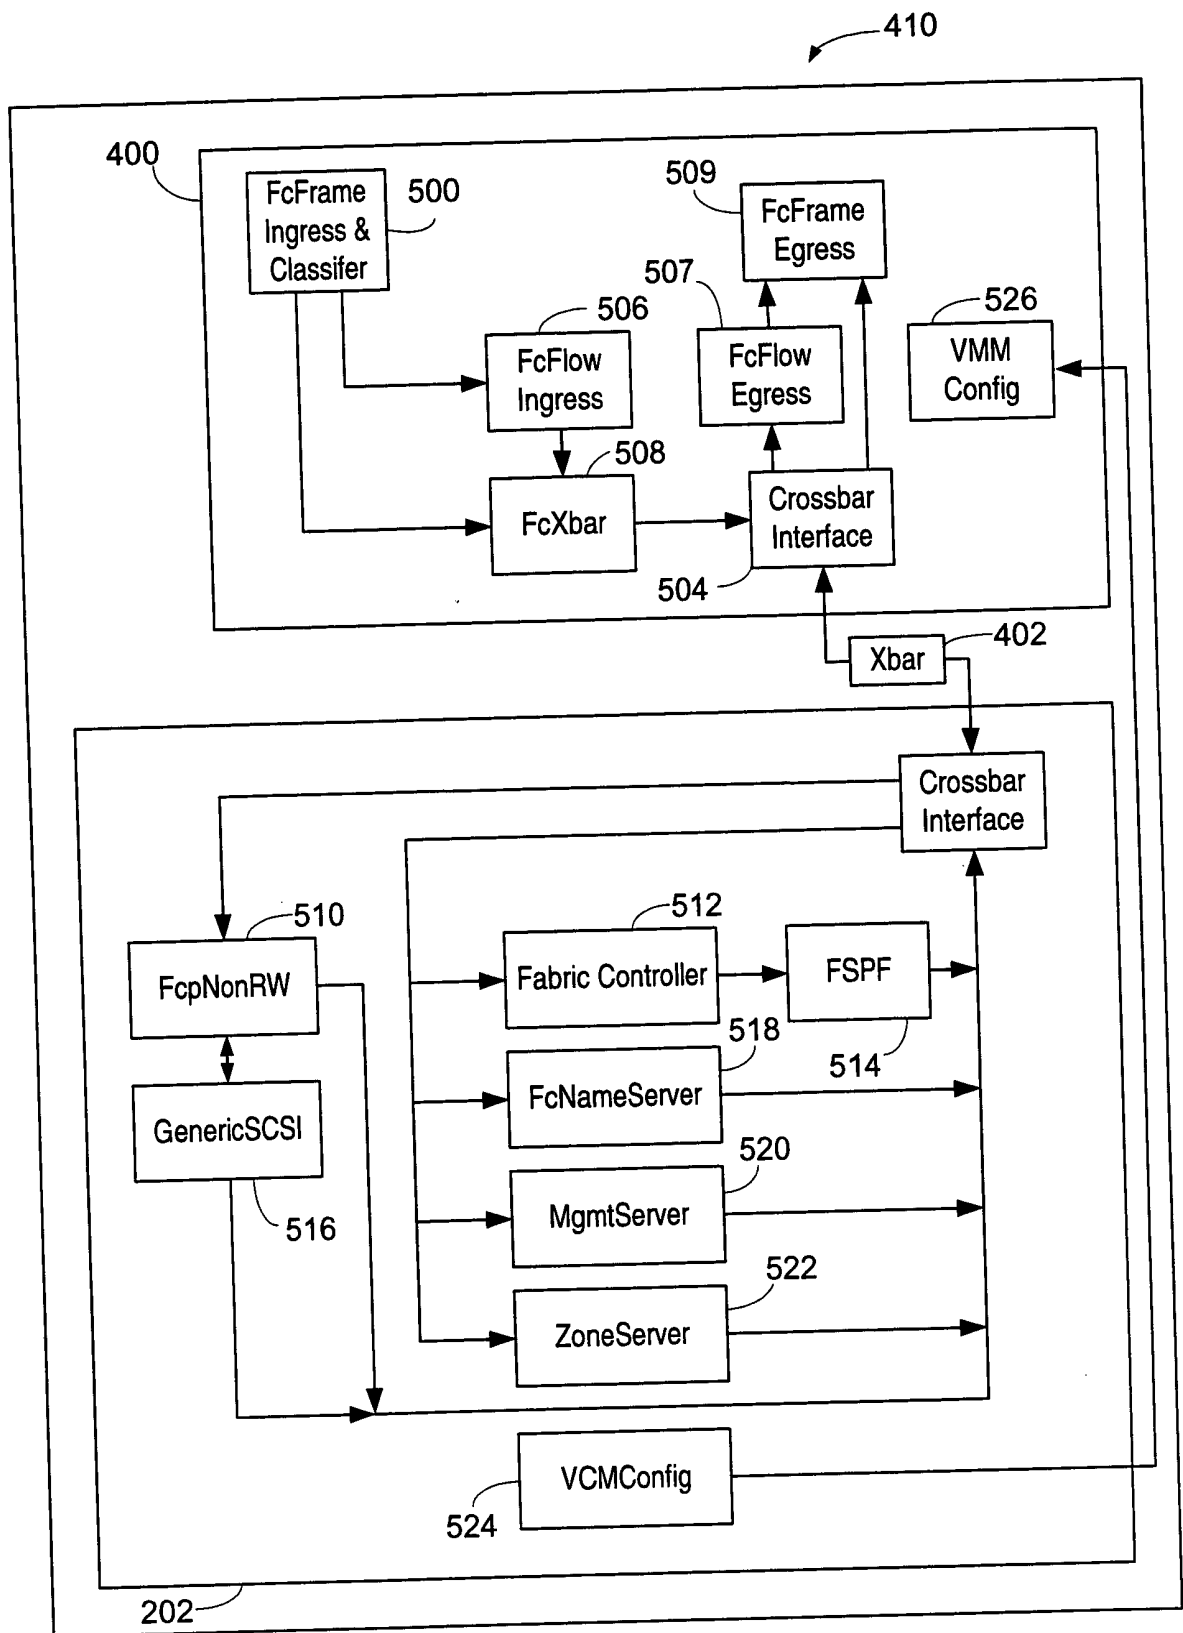 410
400
FcFrame
Ingress &
Classifer
500
509
FcFrame
Egress
507
506
FcFlow
Ingress
FcFlow
Egress
526
VMM
Config
508
FcXbar
Crossbar
Interface
504
Xbar
402
Crossbar
Interface
510
FcpNonRW
512
Fabric Controller
FSPF
514
518
FcNameServer
GenericSCSI
516
520
MgmtServer
522
ZoneServer
VCMConfig
524
202